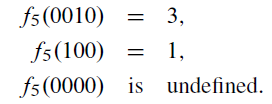 f₅(0010) = 3,
f₅(100) = 1,
f₅(0000) is undefined.